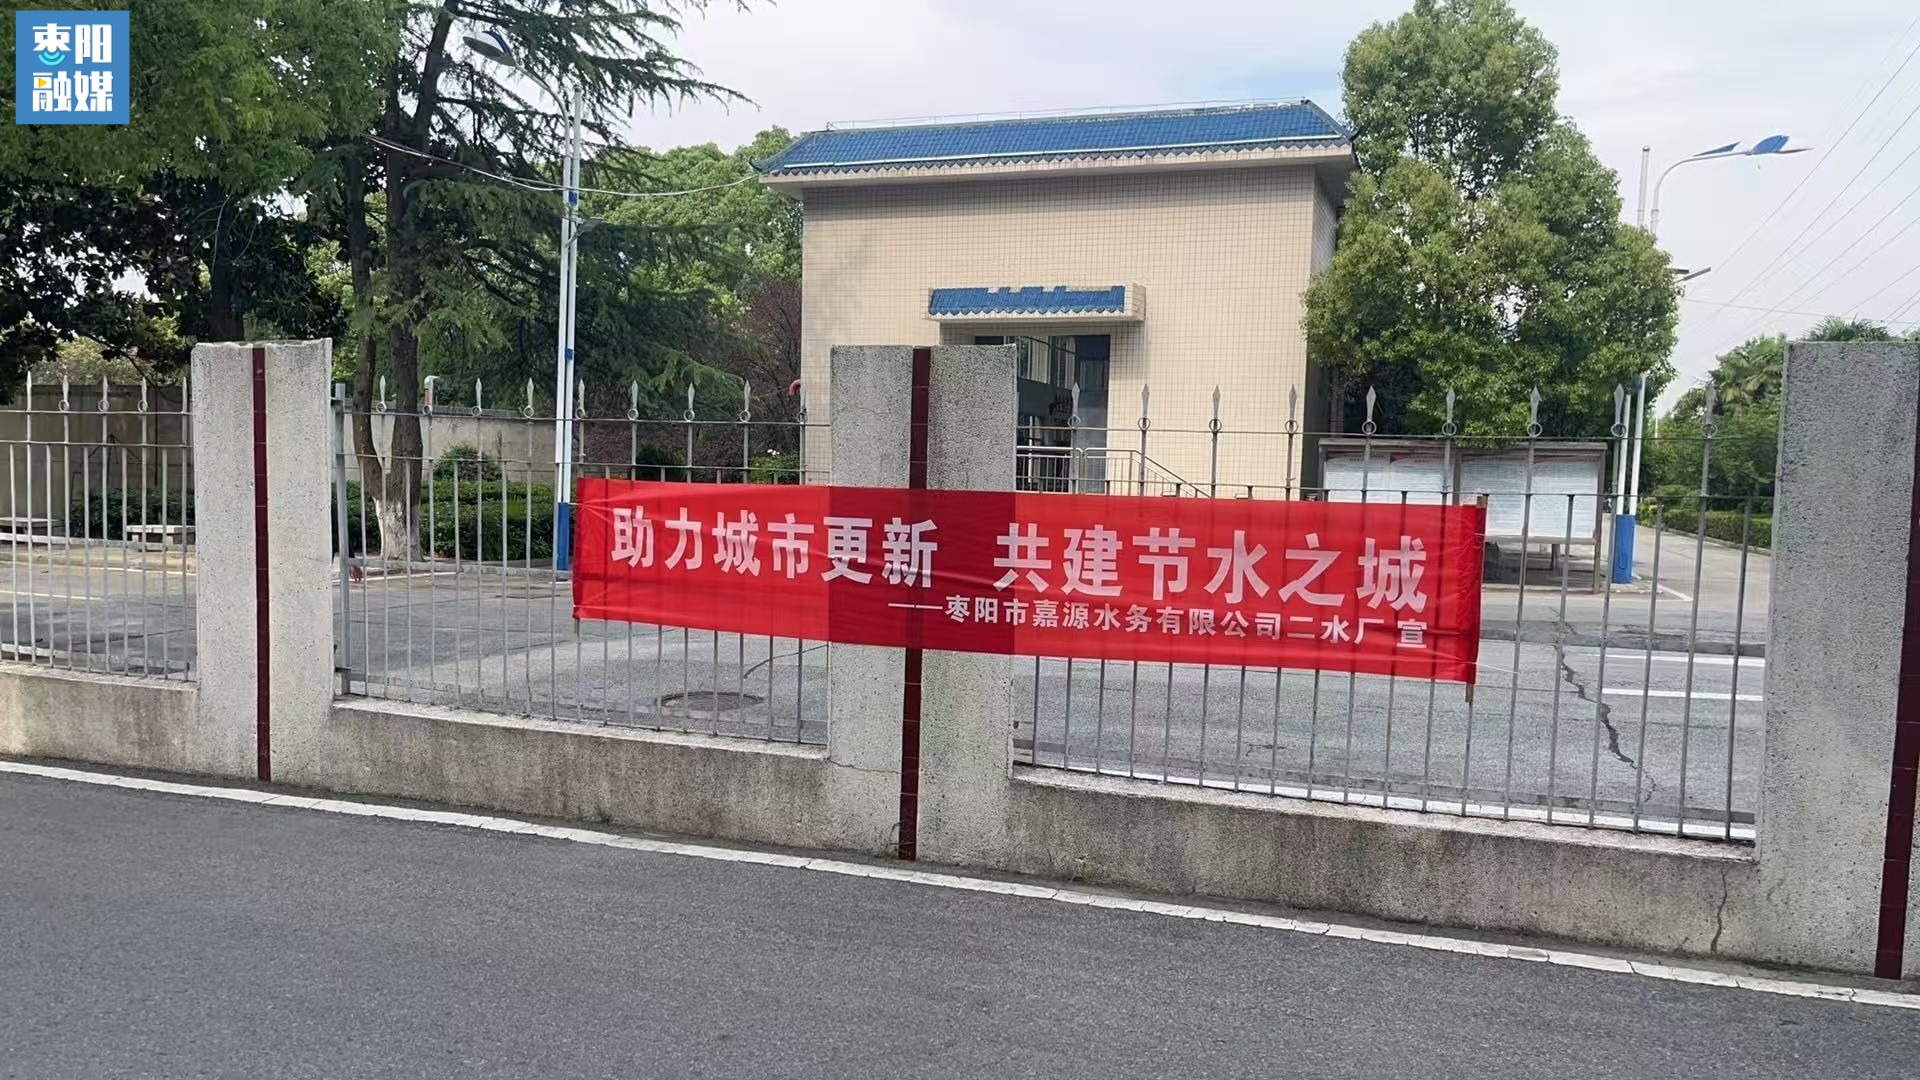 枣阳
融媒
助力城市更新 共建节水之城
——枣阳市嘉源水务有限公司二水厂 宣